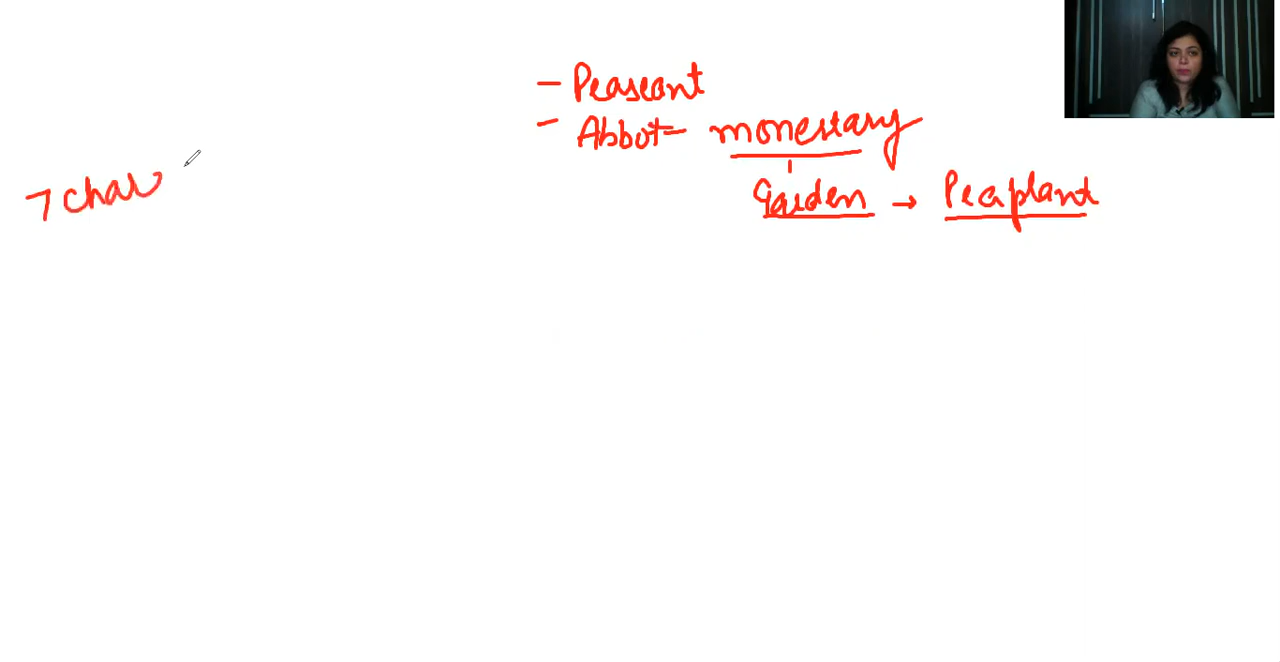 - Peaseant
- Abbot - monestary
Garden → Peaplant
7 char